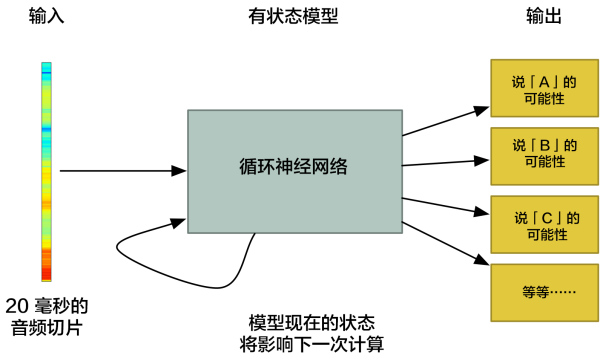 输入
有状态模型
输出
20 毫秒的
音频切片
循环神经网络
模型现在的状态
将影响下一次计算
说「A」的
可能性
说「B」的
可能性
说「C」的
可能性
等等……